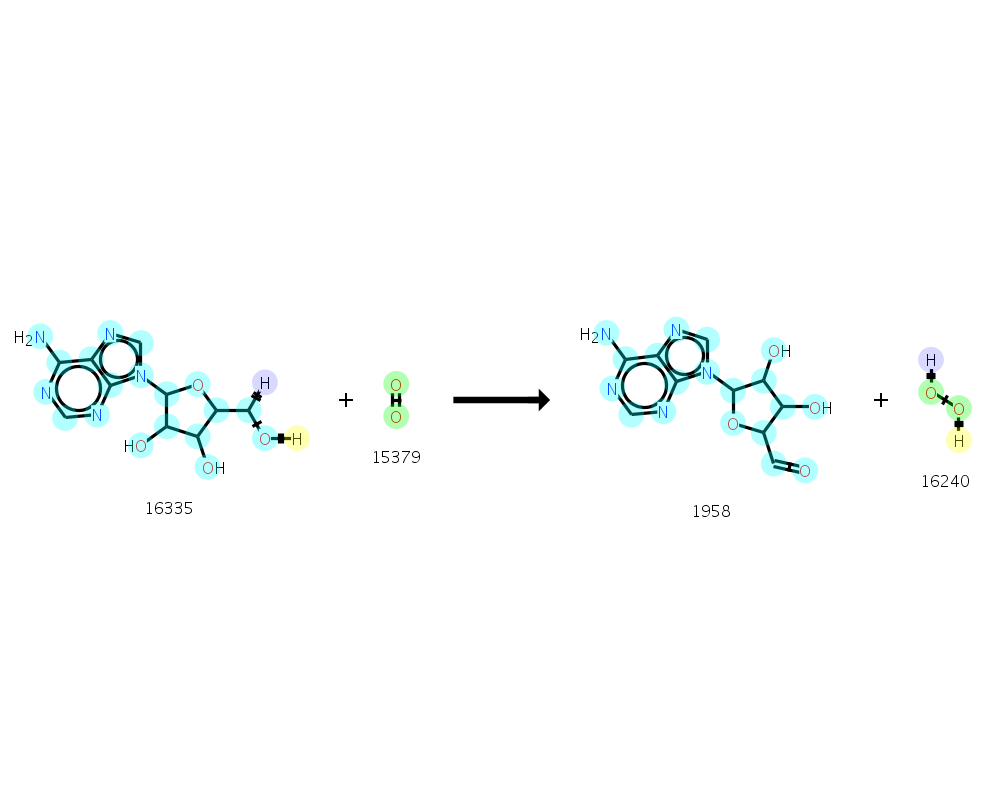 H2N N N N N N O H O H HO OH
16335
+
O O
15379
H2N N N N N N O OH OH O
1958
+
H O O H
16240